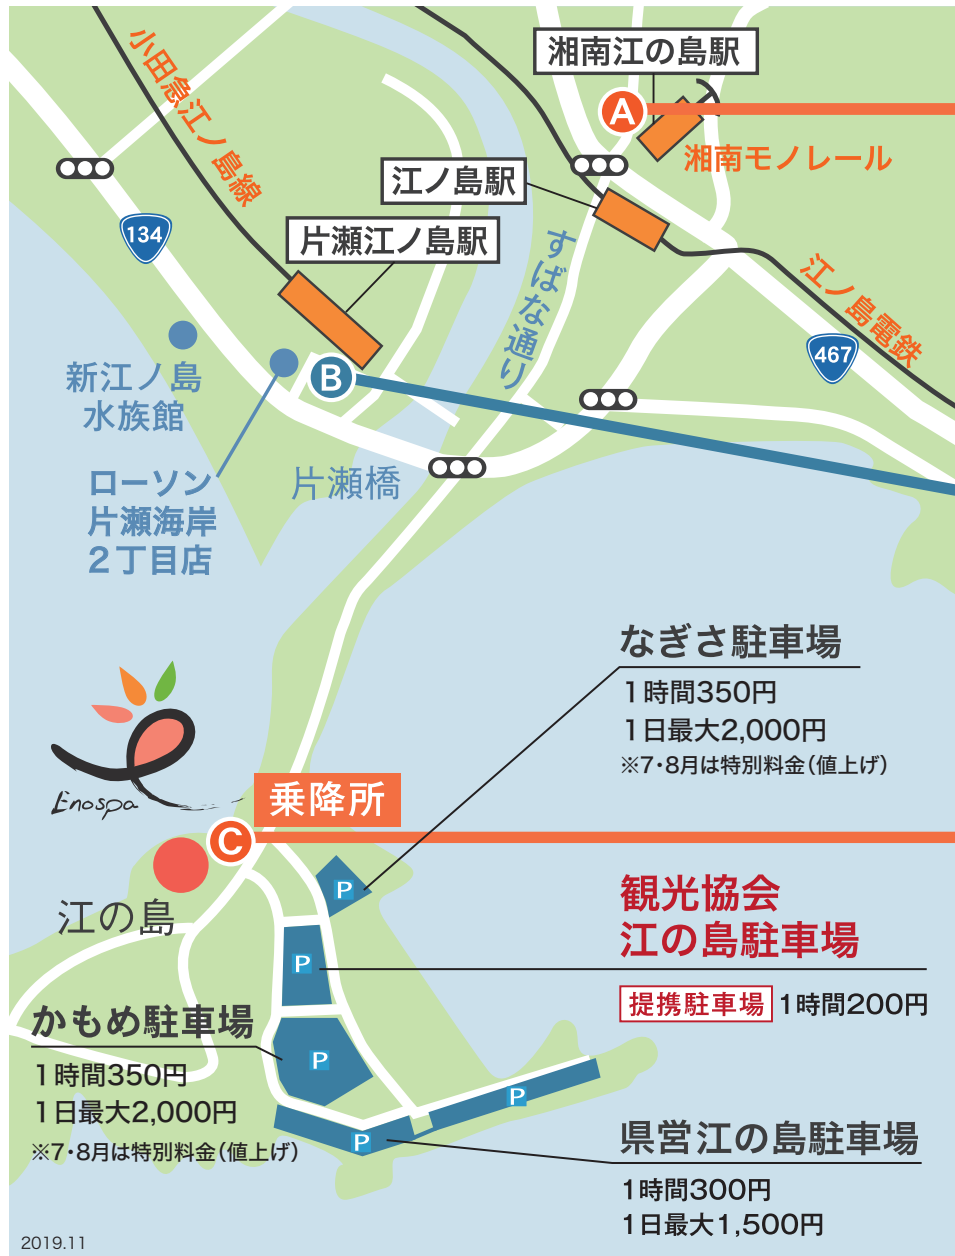 小田急江ノ島線
湘南江の島駅
A
湘南モノレール
江ノ島駅
134
片瀬江ノ島駅
すばな通り
江ノ島電鉄
467
新江ノ島
水族館
B
ローソン
片瀬海岸
2丁目店
片瀬橋
なぎさ駐車場
1時間350円
1日最大2,000円
※7・8月は特別料金(値上げ)
Enospa
乗降所
C
江の島
P
観光協会
江の島駐車場
提携駐車場 1時間200円
P
かもめ駐車場
1時間350円
1日最大2,000円
※7・8月は特別料金(値上げ)
P
P
P
県営江の島駐車場
1時間300円
1日最大1,500円
2019.11